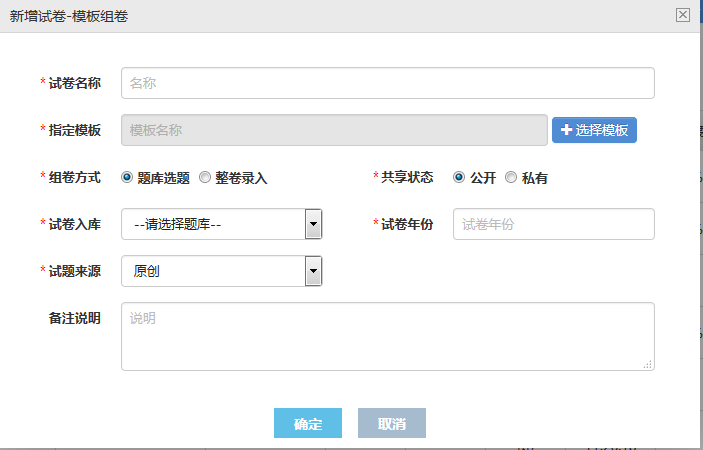 新增试卷-模板组卷
*试卷名称 名称
*指定模板 模板名称 选择模板
*组卷方式 题库选题 整卷录入 *共享状态 公开 私有
*试卷入库 --请选择题库-- *试卷年份 试卷年份
*试题来源 原创
备注说明 说明
确定 取消